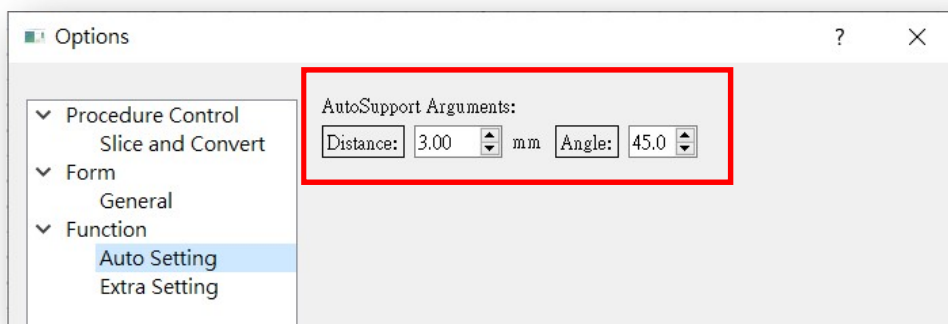 Options
?
Procedure Control
Slice and Convert
Form
General
Function
Auto Setting
Extra Setting
AutoSupport Arguments:
Distance: 3.00 mm Angle: 45.0